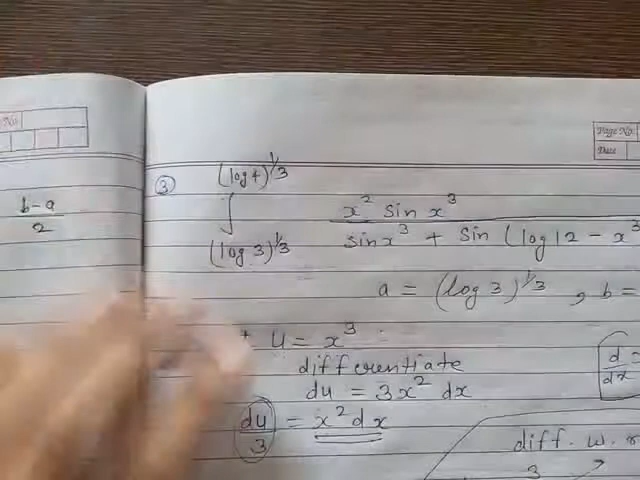 Page No.
Date
b-a
2
③ ∫ (log 4)^1/3
(log 3)^1/3
x² sin x³
sin x³ + sin (log 12 - x³
a = (log 3)^1/3 , b =
u = x³
differentiate
du = 3x² dx
du/3 = x² dx
d
dx
diff. w. r
3